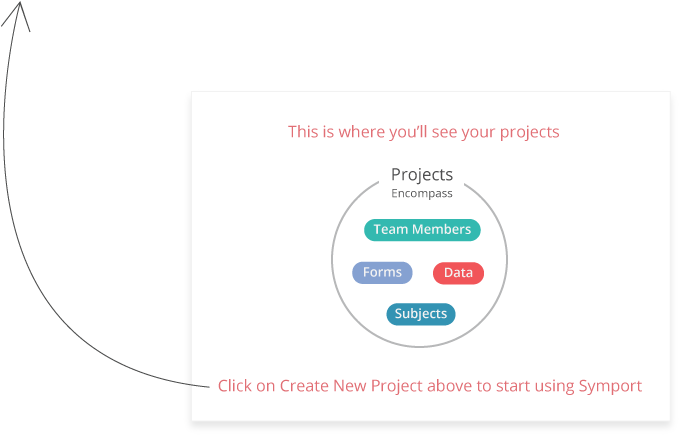 This is where you’ll see your projects
Projects
Encompass
Team Members
Forms
Data
Subjects
Click on Create New Project above to start using Symport